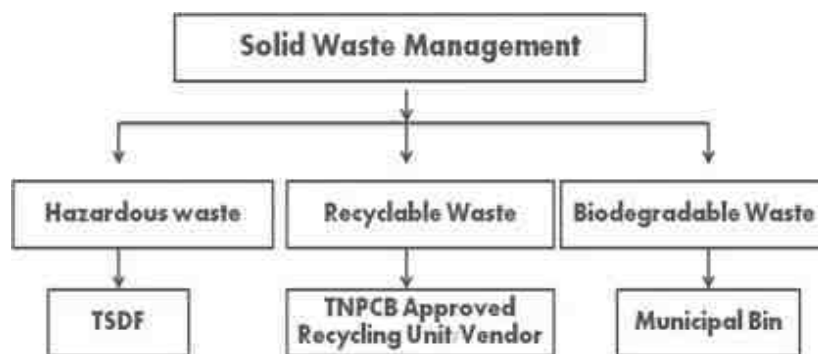 Solid Waste Management
Hazardous waste
Recyclable Waste
Biodegradable Waste
TSDF
TNPCB Approved
Recycling Unit/Vendor
Municipal Bin